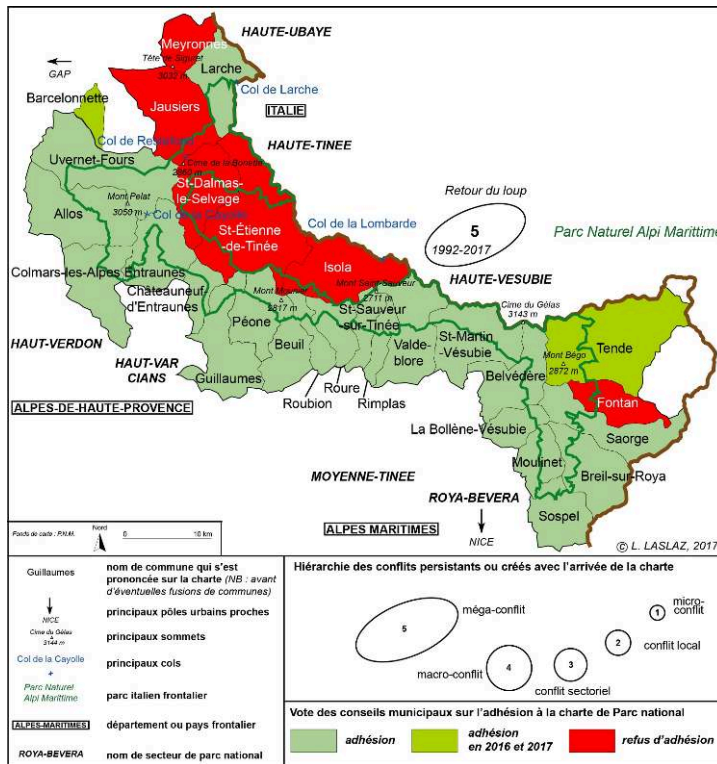 HAUTE-UBAYE
Meyronnes
Tête de Siguret
3032 m
Larche
GAP
Barcelonnette
Col de Larche
Jausiers
ITALIE
Col de Restefond
HAUTE-TINEE
Uvernet-Fours
Cime de la Bonette
2860 m
St-Dalmas-
le-Selvage
Mont Pelat
3050 m
Col de la Cayolle
Allos
St-Étienne
de-Tinée
Col de la Lombarde
Retour du loup
5
1992-2017
Parc Naturel Alpi Marittime
Isola
Colmars-les-Alpes
Entraunes
HAUTE-VESUBIE
Châteauneuf-
d'Entraunes
Mont Mounier
2817 m
Mont Saint-Sauveur
2711 m
Cime du Gélas
3143 m
St-Sauveur
sur-Tinée
Péone
HAUT-VERDON
Beuil
Valde-
blore
St-Martin
Vésubie
Mont Bégo
2872 m
Tende
HAUT-VAR
CIANS
Guillaumes
Belvédère
Roure
Roubion
Rimplas
Fontan
ALPES-DE-HAUTE-PROVENCE
La Bollène-Vésubie
Saorge
Moulinet
Breil-sur-Roya
MOYENNE-TINEE
ROYA-BEVERA
Sospel
Fonds de carte : P.N.M.
Nord
0
10 km
ALPES MARITIMES
NICE
© L. LASLAZ, 2017
Guillaumes
nom de commune qui s'est
prononcée sur la charte (NB : avant
d'éventuelles fusions de communes)
NICE
principaux pôles urbains proches
Cime du Gélas
3144 m
principaux sommets
Col de la Cayolle
+
principaux cols
Parc Naturel
Alpi Marittime
parc italien frontalier
ALPES-MARITIMES
département ou pays frontalier
ROYA-BEVERA
nom de secteur de parc national
Hiérarchie des conflits persistants ou créés avec l'arrivée de la charte
5
méga-conflit
1
micro-
conflit
2
conflit local
macro-conflit
4
3
conflit sectoriel
Vote des conseils municipaux sur l'adhésion à la charte de Parc national
adhésion
adhésion
en 2016 et 2017
refus d'adhésion